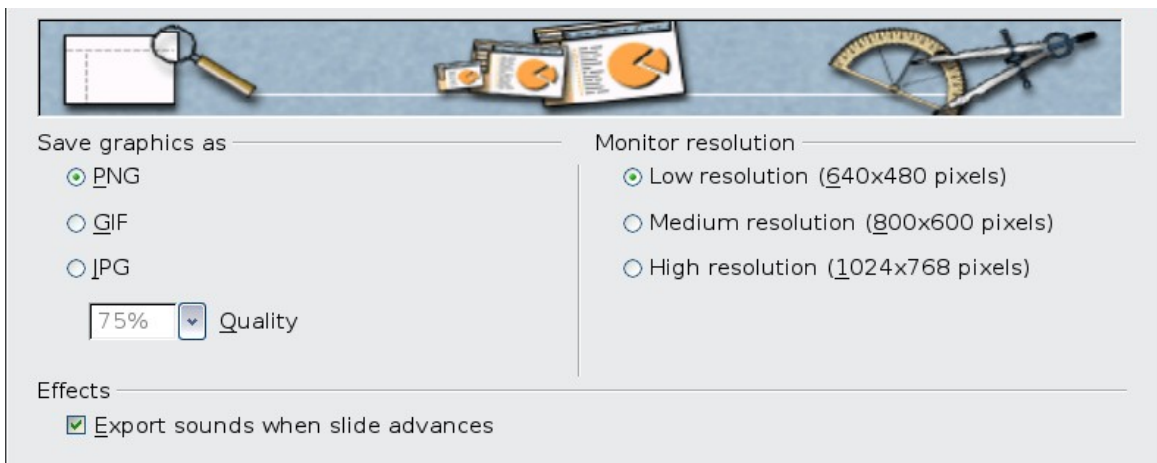 Save graphics as
PNG
GIF
JPG
75% Quality
Monitor resolution
Low resolution (640x480 pixels)
Medium resolution (800x600 pixels)
High resolution (1024x768 pixels)
Effects
Export sounds when slide advances